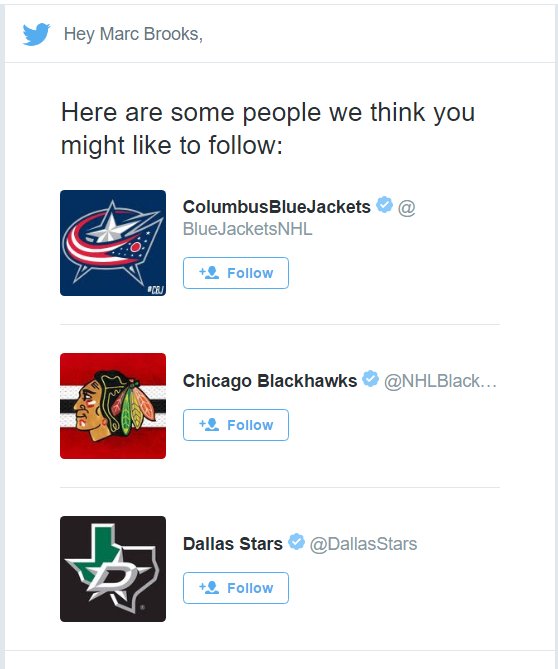 Hey Marc Brooks,
Here are some people we think you
might like to follow:
ColumbusBlueJackets @
BlueJacketsNHL
#CBJ
Follow
Chicago Blackhawks @NHLBlack...
Follow
Dallas Stars @DallasStars
D
Follow